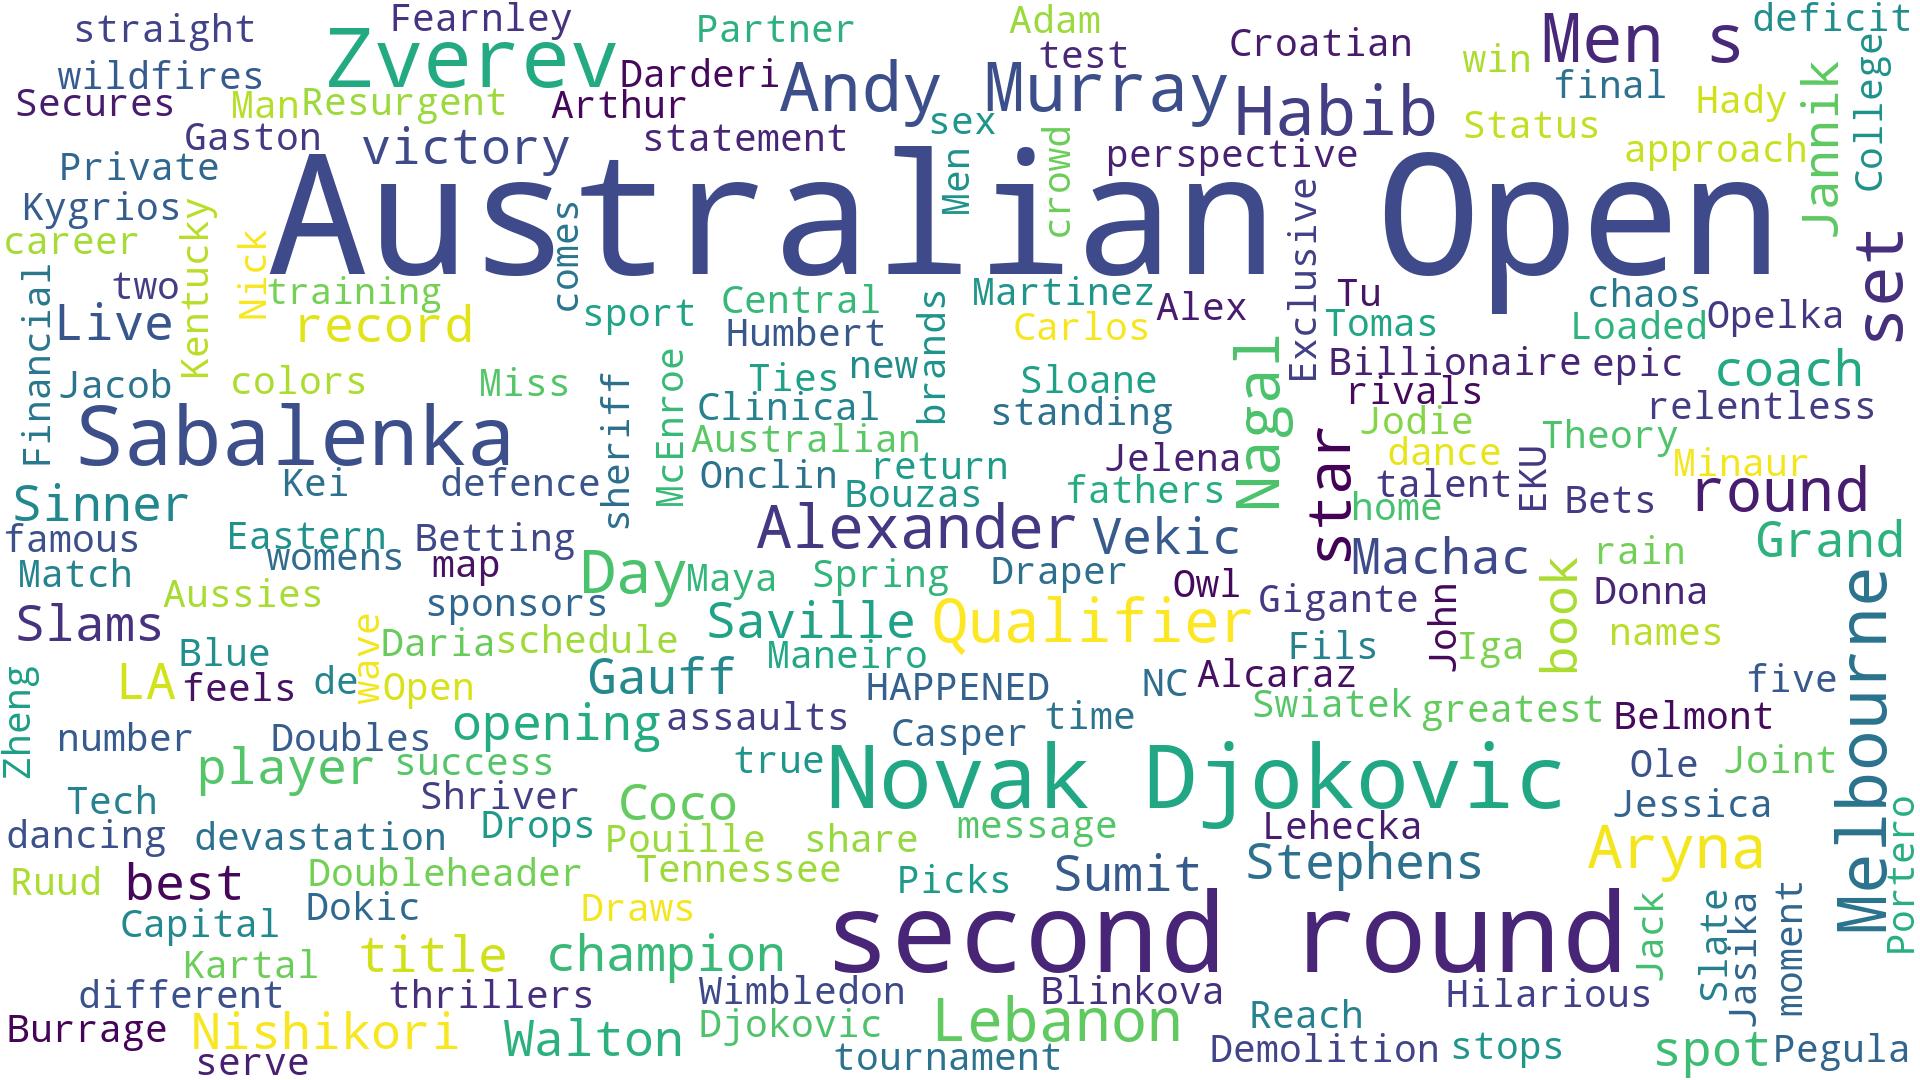 straight
Fearnley
Zverev
Partner
Adam
test
Croatian
win
Men s
deficit
wildfires
Darderi
Andy Murray
final
College
Secures
Man
Resurgent
Arthur
Habib
Hady
Jannik
Gaston
victory
statement
sex
crowd
perspective
Status
approach
Private
Australian Open
Men
Kygrios
career
Kentucky
Nick
comes
Exclusive
set
Financial
two
training
sport
Central
brands
Martinez
Alex
Tu
chaos
Live
record
Humbert
Carlos
Tomas
Loaded
Opelka
Jacob
colors
Miss
sheriff
McEnroe
Ties
new
Sloane
Nagal
Billionaire
epic
coach
Clinical
standing
rivals
relentless
Sabalenka
Australian
Jodie
Theory
Kei
defence
Onclin
return
Jelena
star
dance
EKU
Minaur
Sinner
Bouzas
fathers
talent
home
Bets
round
famous
Eastern
Betting
Alexander
Vekic
Machac
Grand
womens
map
Day
Maya
Spring
Draper
Owl
book
rain
Melbourne
Match
Aussies
sponsors
Saville
Qualifier
Gigante
John
Donna
Slams
wave
Daria
schedule
Maneiro
Fils
Iga
names
Zheng
Blue
LA
feels
de
Open
Gauff
HAPPENED
NC
Alcaraz
five
number
Doubles
opening
assaults
Casper
time
Swiatek
greatest
Belmont
player
success
true
Novak Djokovic
Ole
Joint
Tech
Shriver
Coco
Jessica
Portero
dancing
devastation
Drops
Pouille
share
message
Lehecka
Aryna
Ruud
best
Doubleheader
Tennessee
Picks
Sumit
Stephens
Capital
Dokic
Draws
second round
Jack
Slate
Jasika
moment
Kartal
title
champion
different
thrillers
Wimbledon
Blinkova
Hilarious
Burrage
Nishikori
Walton
Djokovic
Lebanon
Reach
serve
tournament
Demolition
stops
spot
Pegula